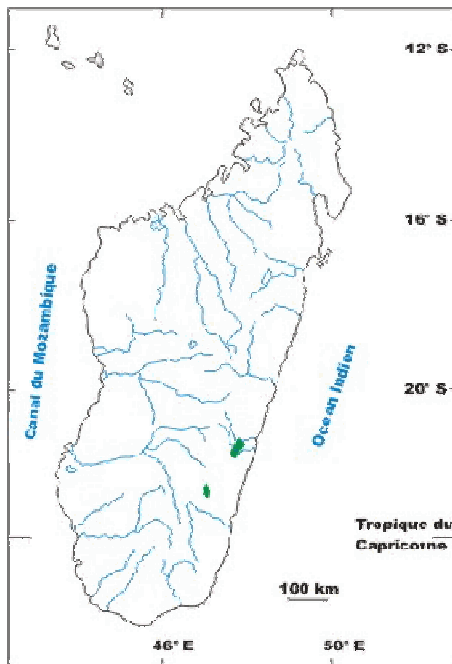 12° S
16° S
Canal du Mozambique
Ocean Indien
20° S
Tropique du
Capricorne
100 km
46° E
50° E